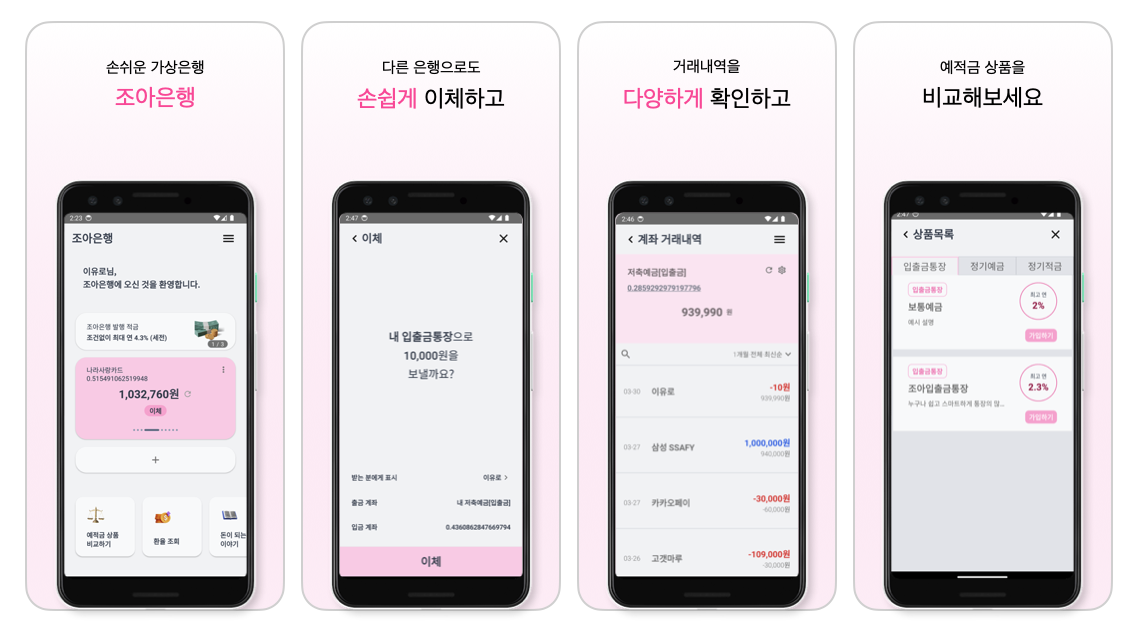 손쉬운 가상은행
조아은행
2:23
조아은행
이유로님,
조아은행에 오신 것을 환영합니다.
조아은행 발행 적금
조건없이 최대 연 4.3% (세전)
1 / 3
나라사랑카드
0.515491062519948
1,032,760원
이체
+
예적금 상품
비교하기
환율 조회
돈이 되는
이야기
다른 은행으로도
손쉽게 이체하고
2:47
이체
내 입출금통장으로
10,000원을
보낼까요?
받는 분에게 표시
이유로
출금 계좌
내 저축예금[입출금]
입금 계좌
0.4360862847669794
이체
거래내역을
다양하게 확인하고
2:46
계좌 거래내역
저축예금[입출금]
0.2859292979197796
939,990 원
1개월 전체 최신순
03-30 이유로 -10원
939,990원
03-27 삼성 SSAFY 1,000,000원
940,000원
03-27 카카오페이 -30,000원
-60,000원
03-26 고갯마루 -109,000원
-30,000원
예적금 상품을
비교해보세요
2:47
상품목록
입출금통장 정기예금 정기적금
입출금통장
보통예금
예시 설명
최고 연
2%
가입하기
입출금통장
조아입출금통장
누구나 쉽고 스마트하게 통장의 많...
최고 연
2.3%
가입하기